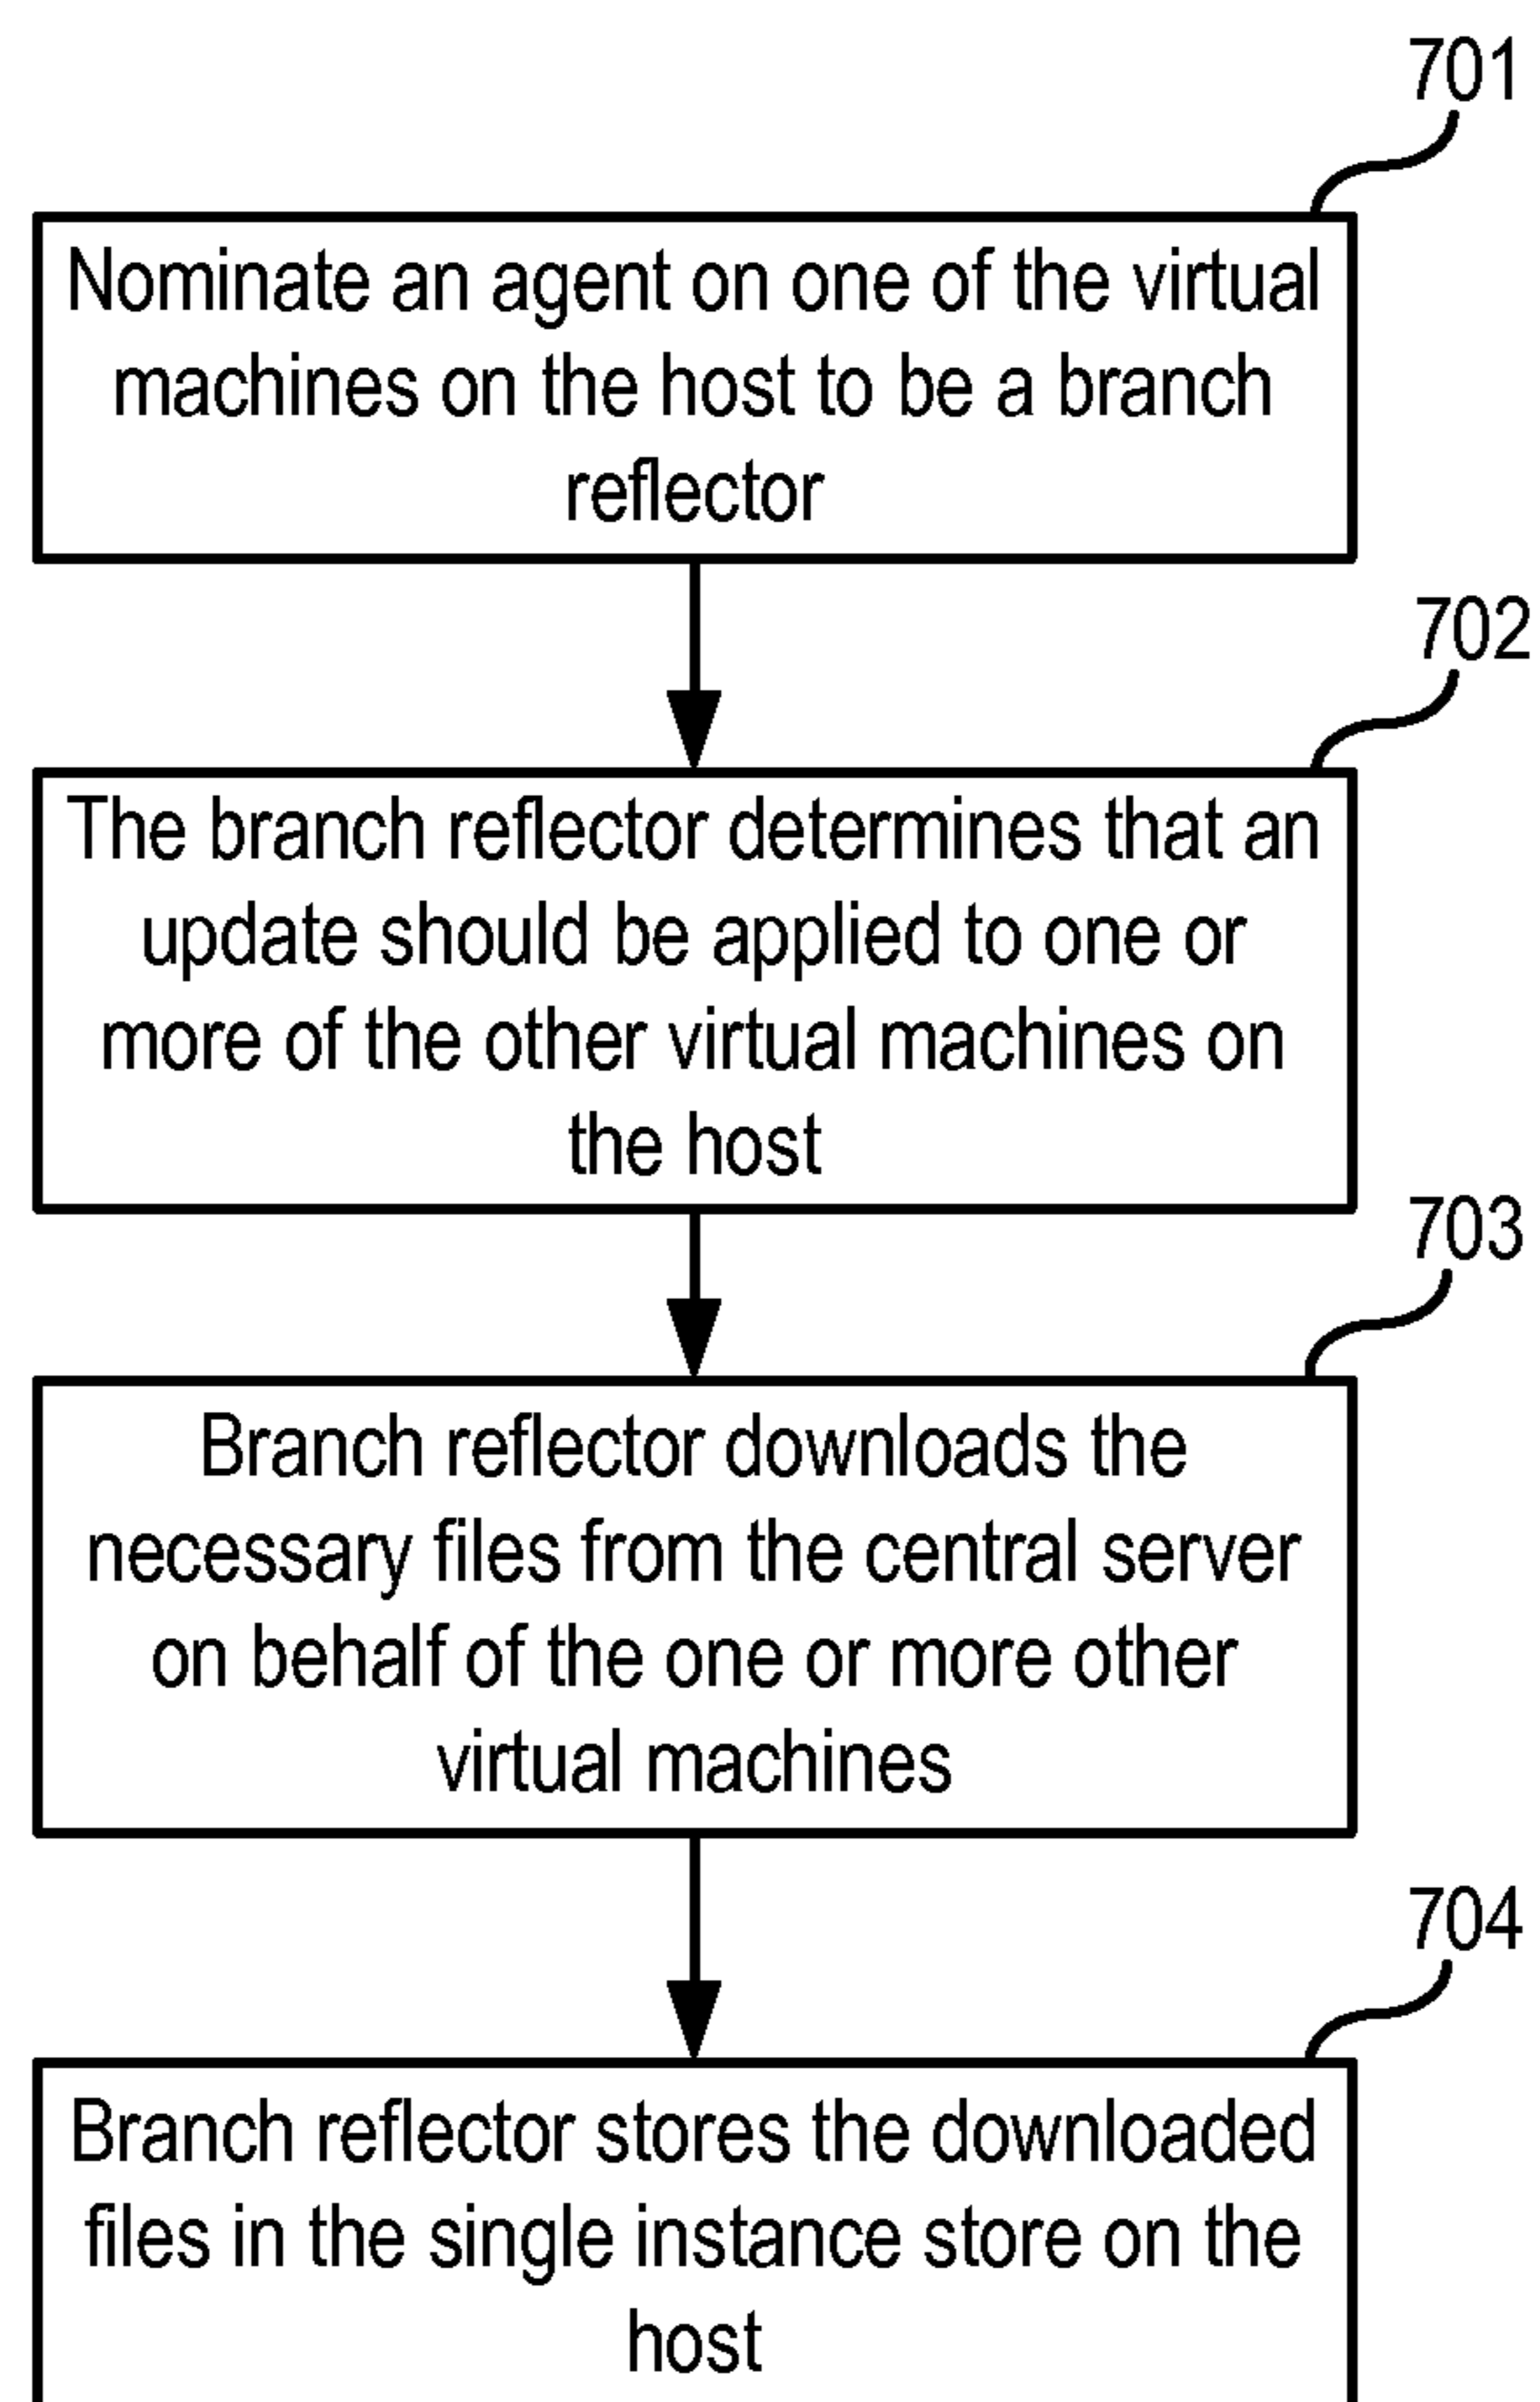 701
Nominate an agent on one of the virtual
machines on the host to be a branch
reflector
702
The branch reflector determines that an
update should be applied to one or
more of the other virtual machines on
the host
703
Branch reflector downloads the
necessary files from the central server
on behalf of the one or more other
virtual machines
704
Branch reflector stores the downloaded
files in the single instance store on the
host